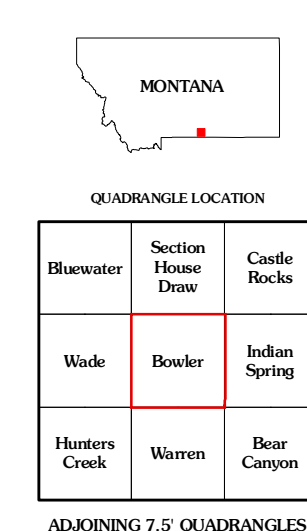 MONTANA
QUADRANGLE LOCATION
Bluewater
Section
House
Draw
Castle
Rocks
Wade
Bowler
Indian
Spring
Hunters
Creek
Warren
Bear
Canyon
ADJOINING 7.5' QUADRANGLES